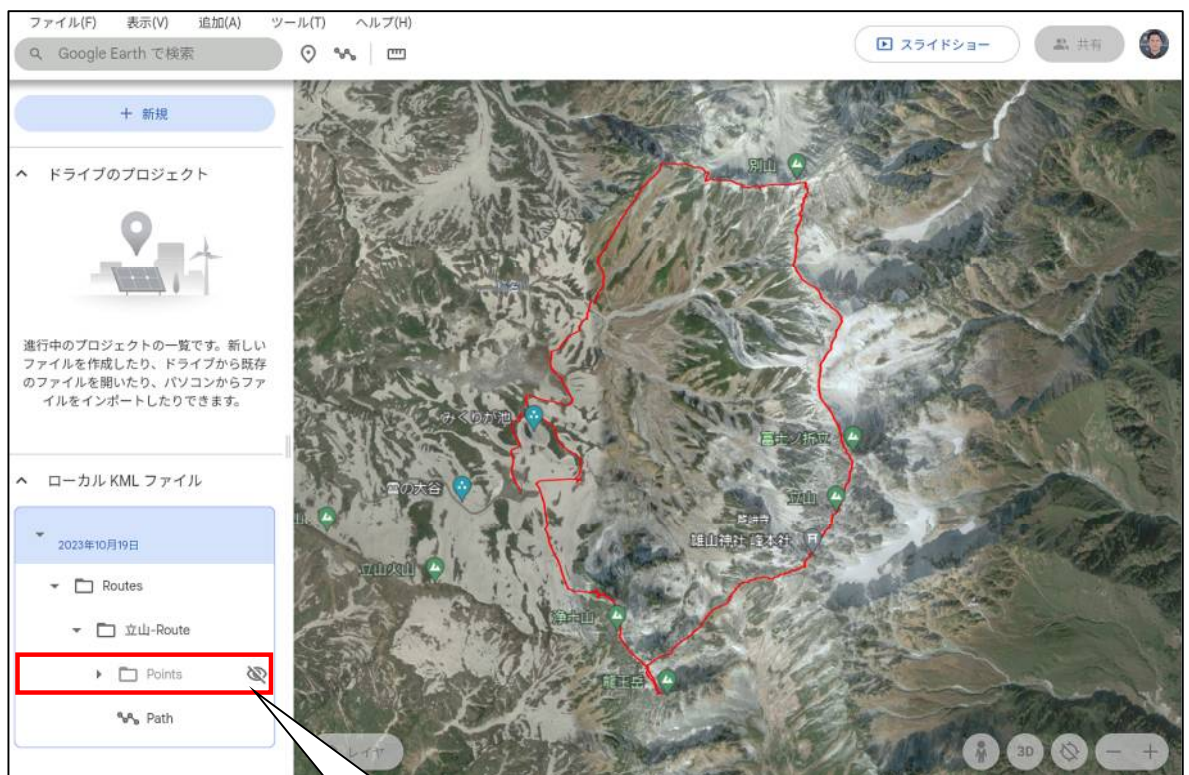 ファイル(F) 表示(V) 追加(A) ツール(T) ヘルプ(H)
Google Earth で検索
スライドショー
共有
新規
ドライブのプロジェクト
進行中のプロジェクトの一覧です。新しい
ファイルを作成したり、ドライブから既存
のファイルを開いたり、パソコンからファ
イルをインポートしたりできます。
ローカル KML ファイル
2023年10月19日
Routes
立山-Route
Points
Path
別山
みくりが池
雪の大谷
富士ノ折立
立山
雄山神社 峰本社
立山火山
浄土山
龍王岳
レイヤ
3D